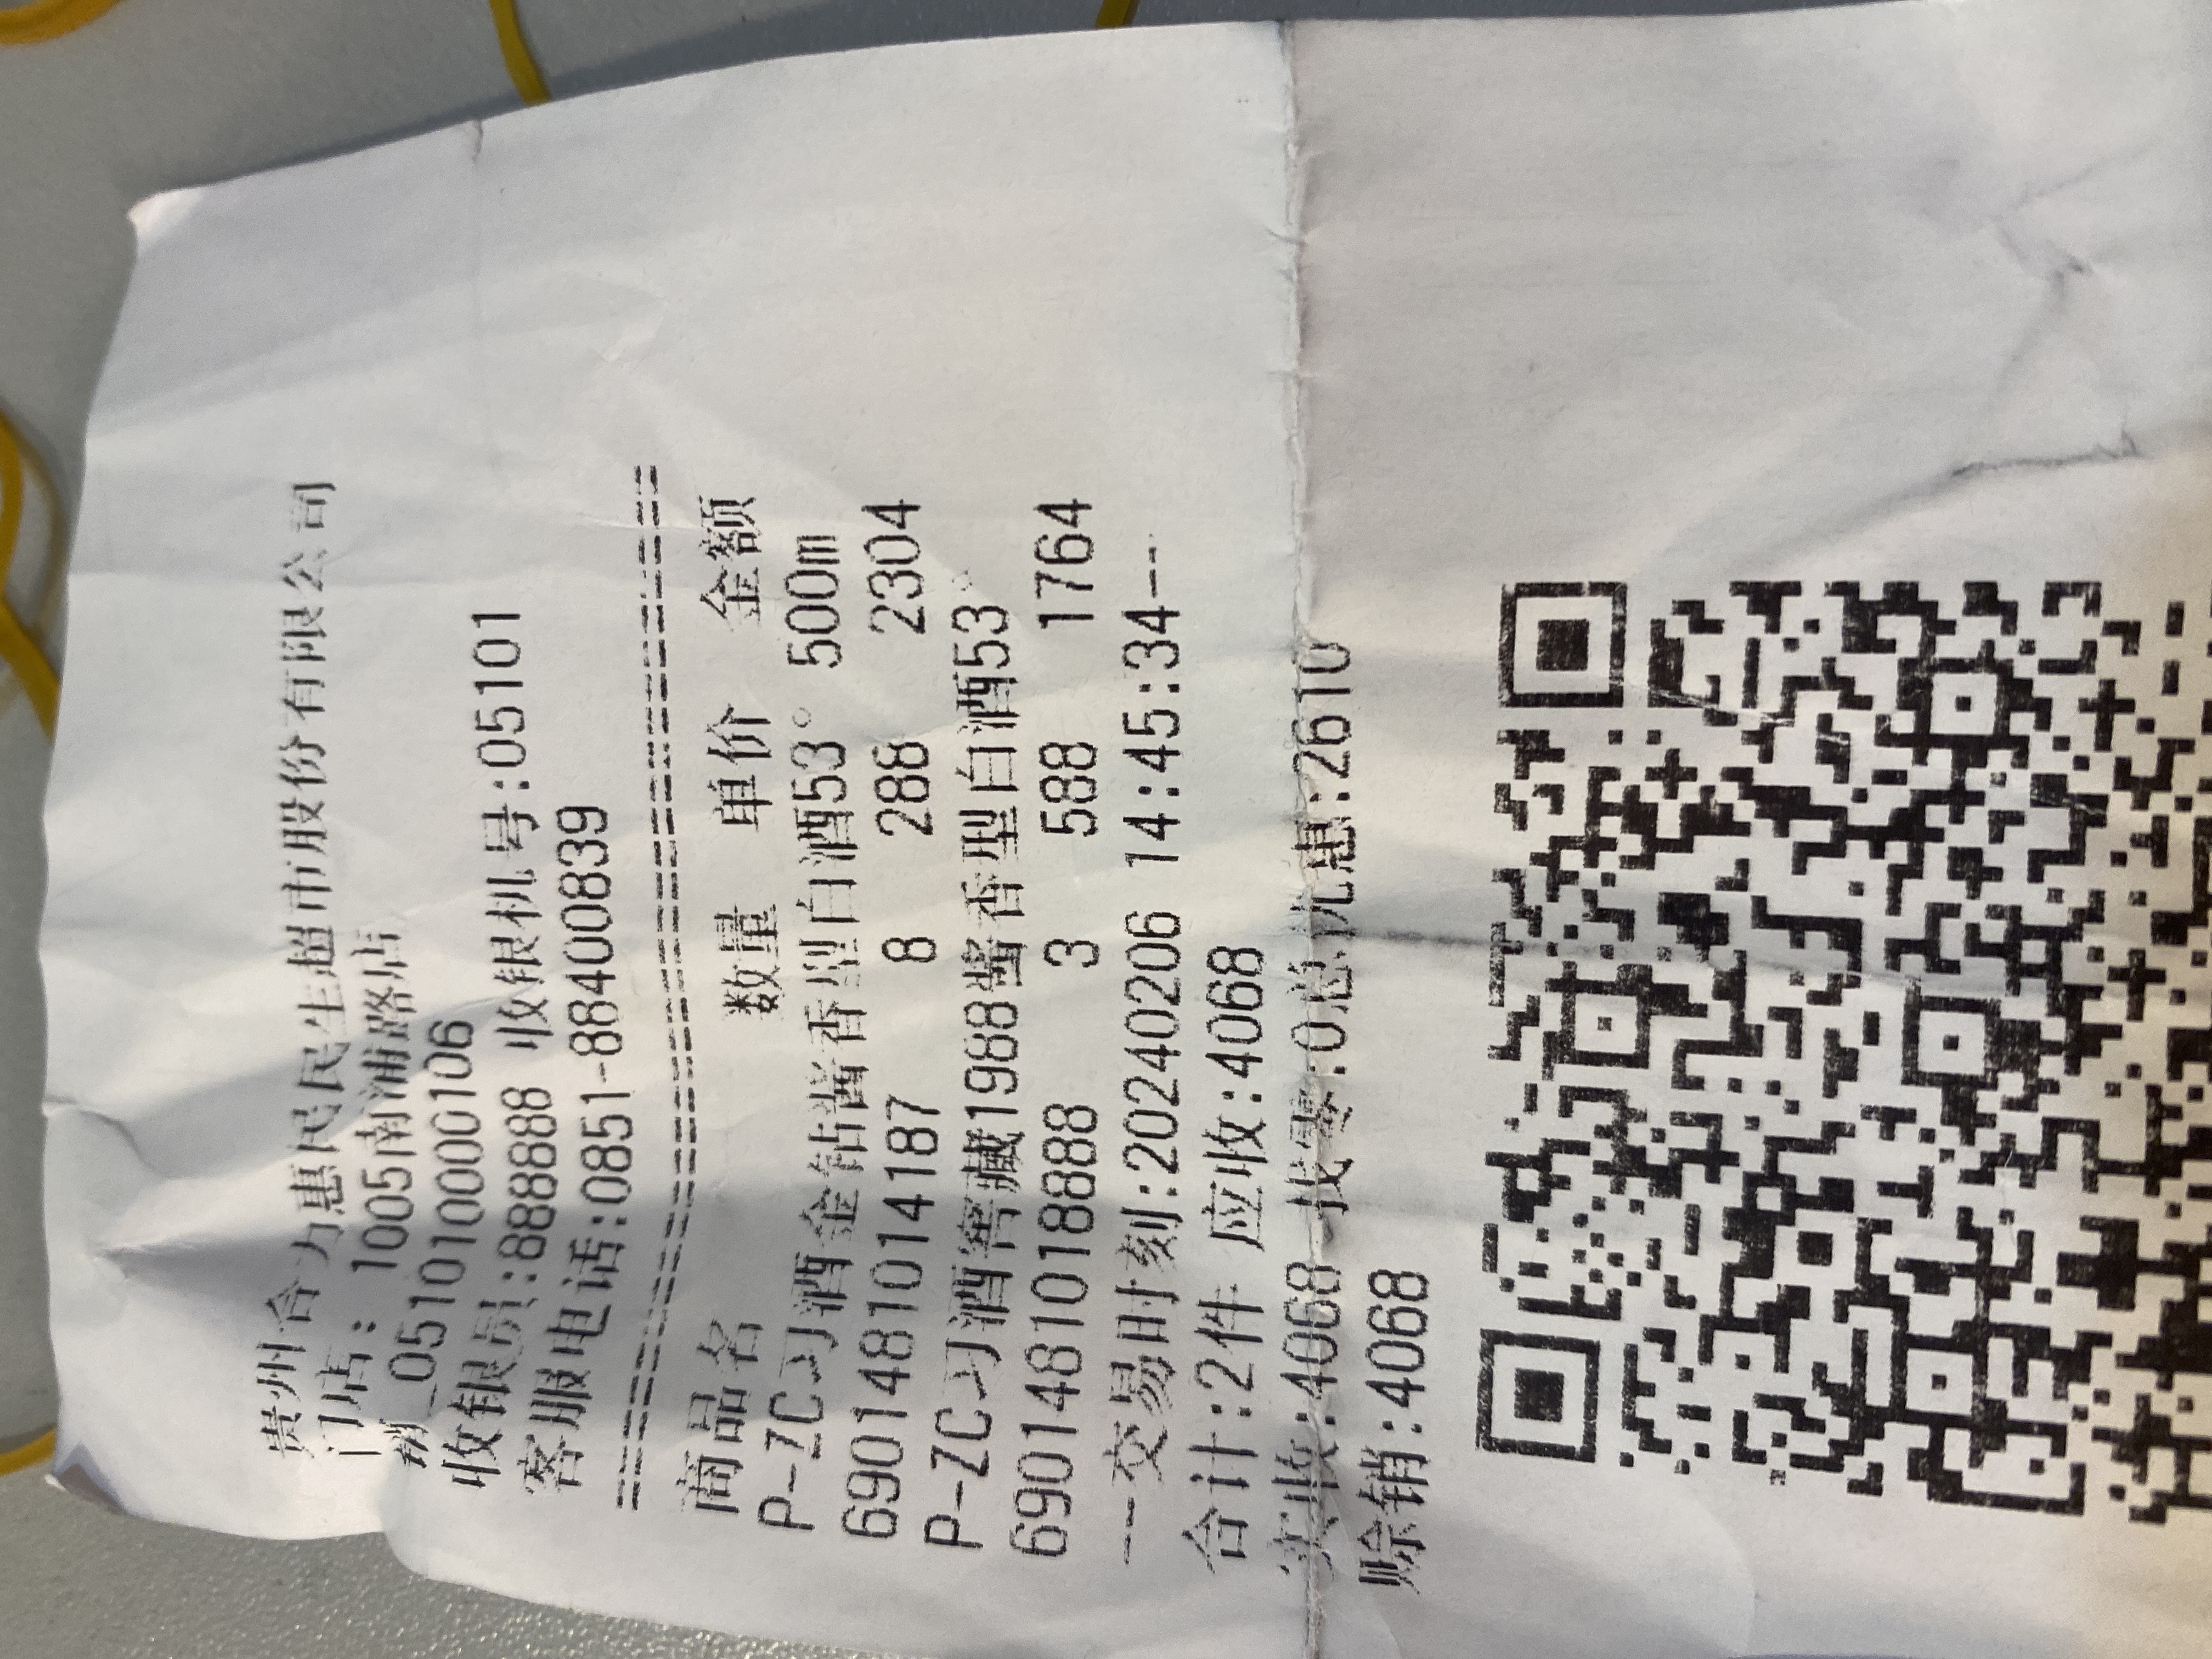 贵州合力惠民民生超市股份有限公司
门店: 1005南浦路店
销_0510100000106
收银员:888888 收银机号:05101
客服电话:0851-88400839
========================================
商品名 数量 单价 金额
P-ZC习酒金钻酱香型白酒53° 500m
6901481014187 8 288 2304
P-ZC习酒窖藏1988酱香型白酒53°
6901481018888 3 588 1764
---交易时刻:20240206 14:45:34---
合计:2件 应收:4068
实收:4068 找零:0总优惠:2610
赊销:4068